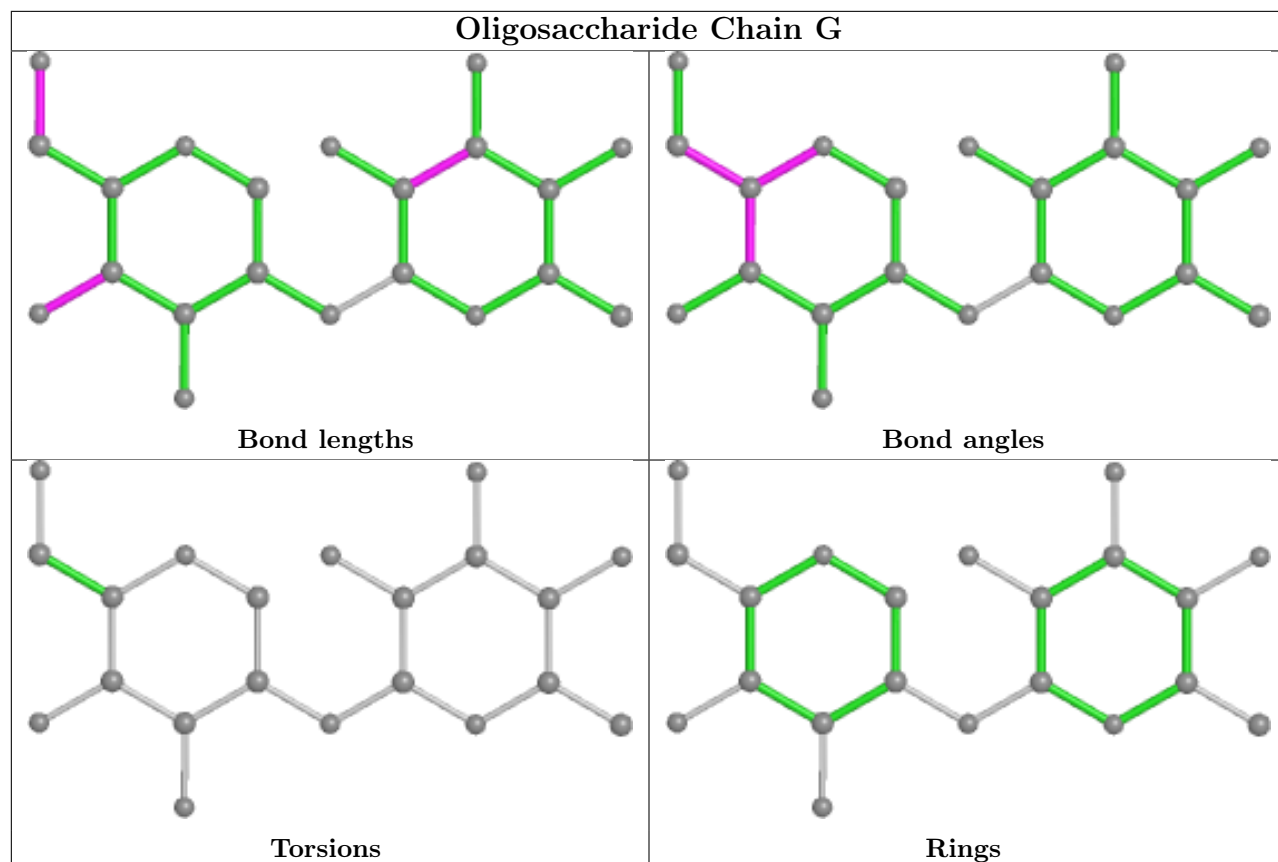 Oligosaccharide Chain G
Bond lengths
Bond angles
Torsions
Rings